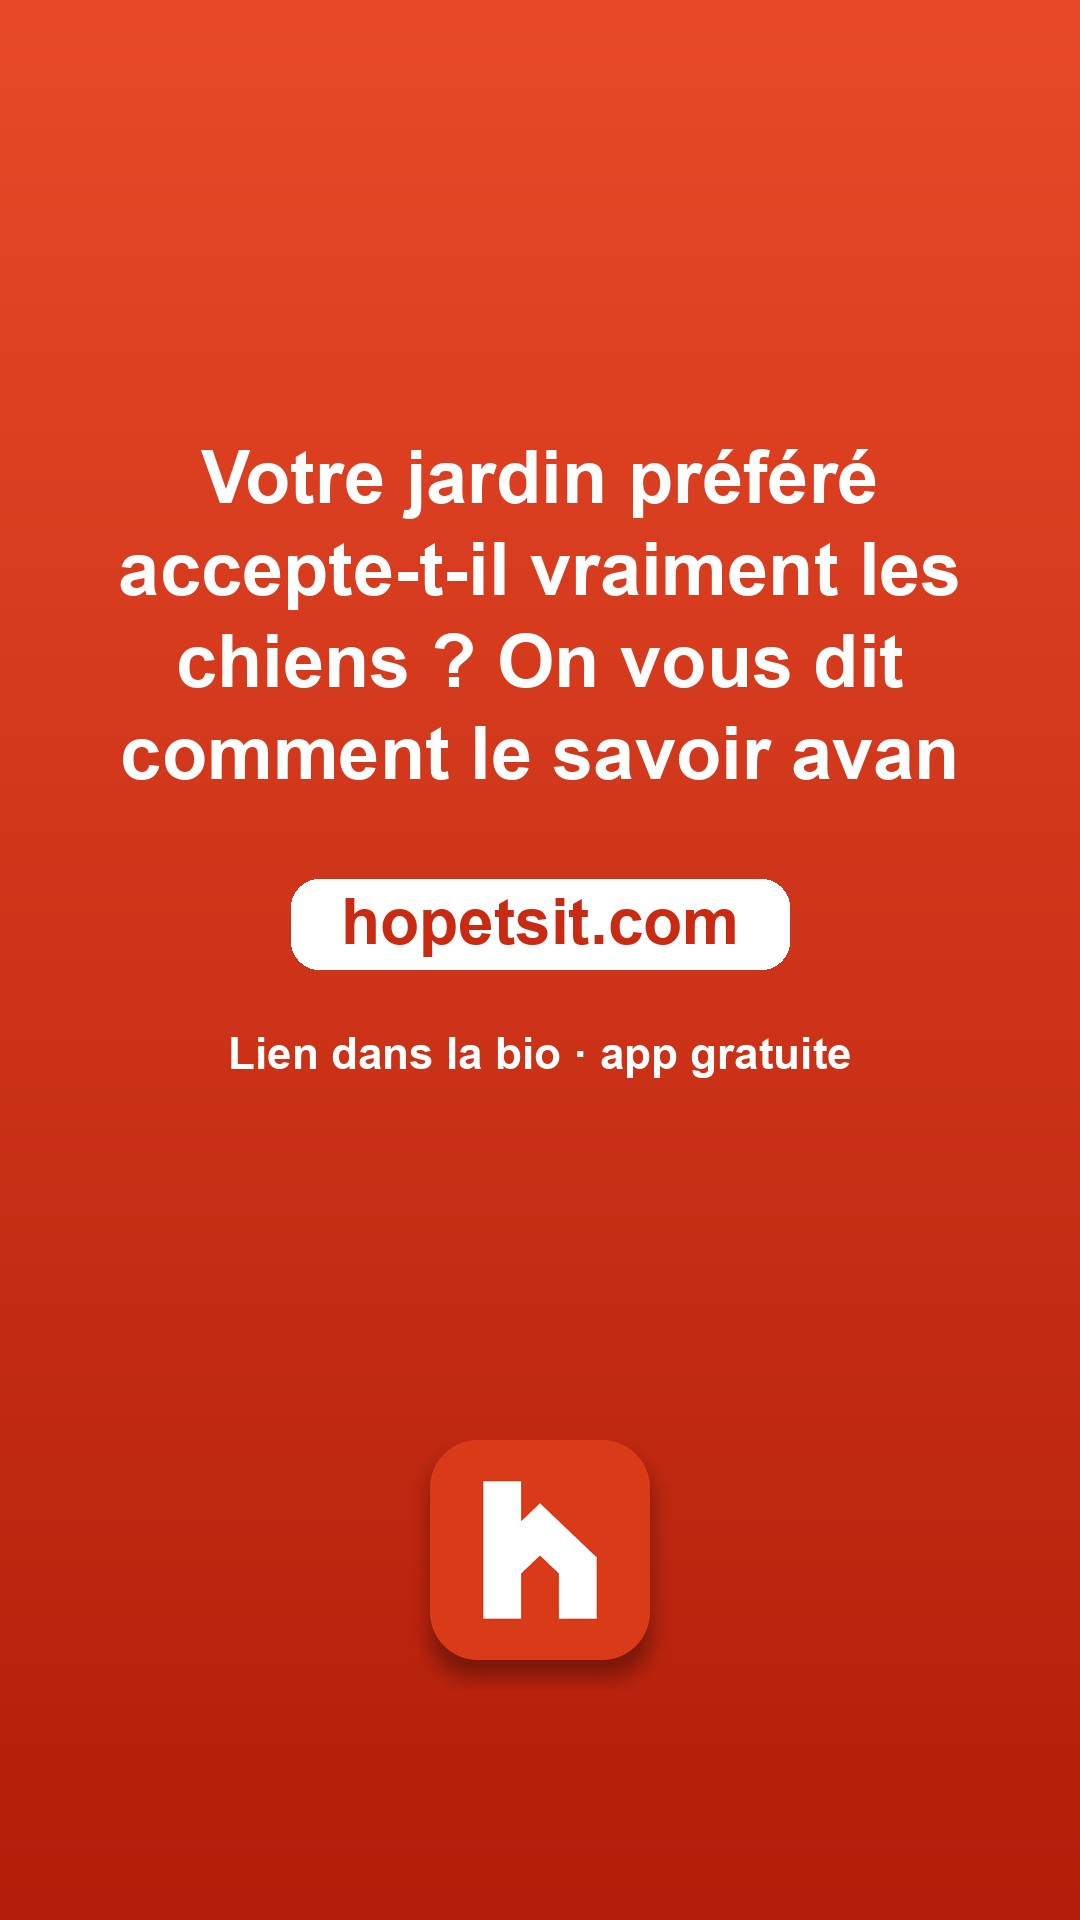 Votre jardin préféré
accepte-t-il vraiment les
chiens ? On vous dit
comment le savoir avan
hopetsit.com
Lien dans la bio · app gratuite
h